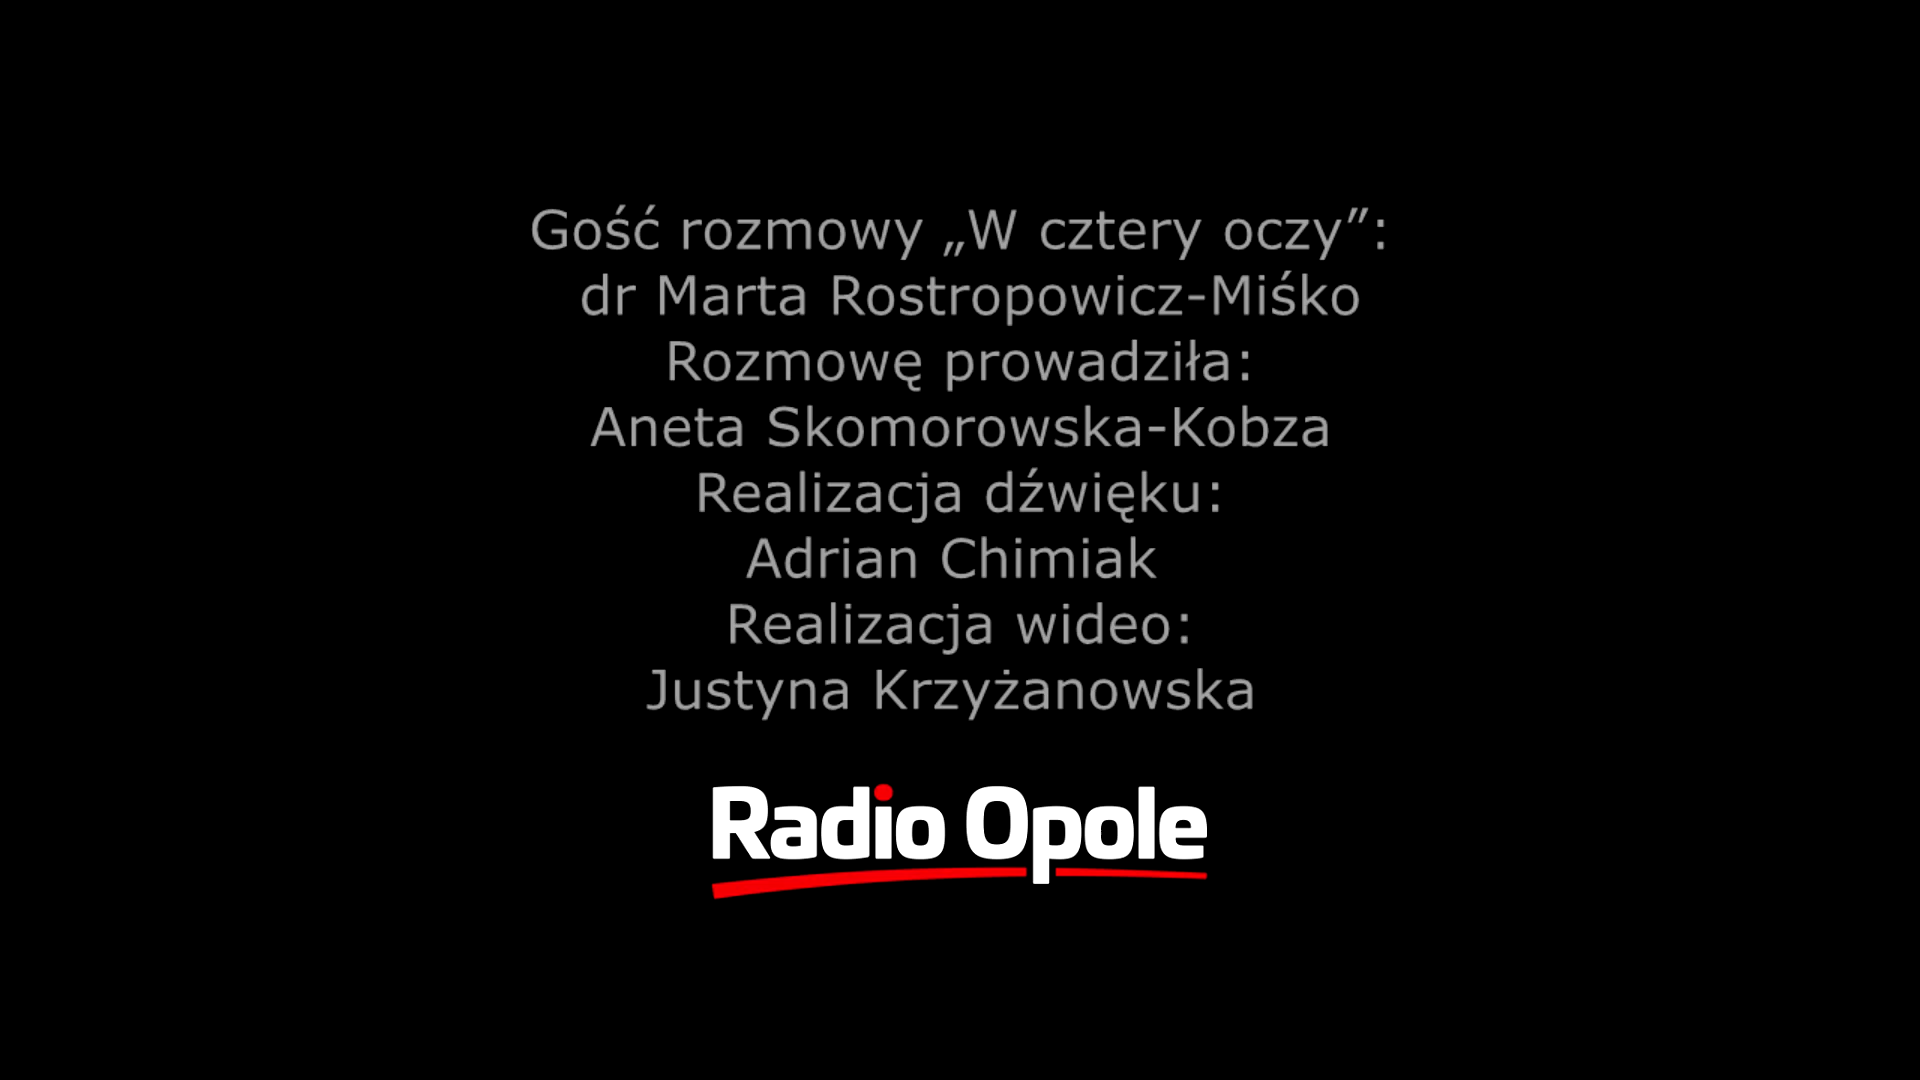 Gość rozmowy „W cztery oczy”:
dr Marta Rostropowicz-Miśko
Rozmowę prowadziła:
Aneta Skomorowska-Kobza
Realizacja dźwięku:
Adrian Chimiak
Realizacja wideo:
Justyna Krzyżanowska
Radio Opole